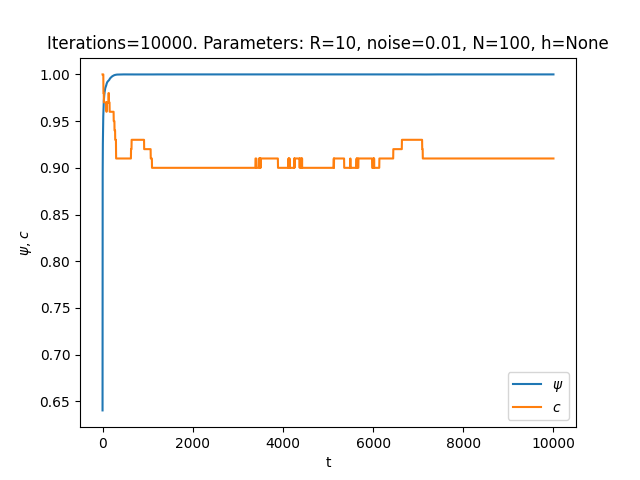 Iterations=10000. Parameters: R=10, noise=0.01, N=100, h=None
1.00
0.95
0.90
0.85
0.80
0.75
0.70
0.65
ψ, c
0 2000 4000 6000 8000 10000
t
ψ
c